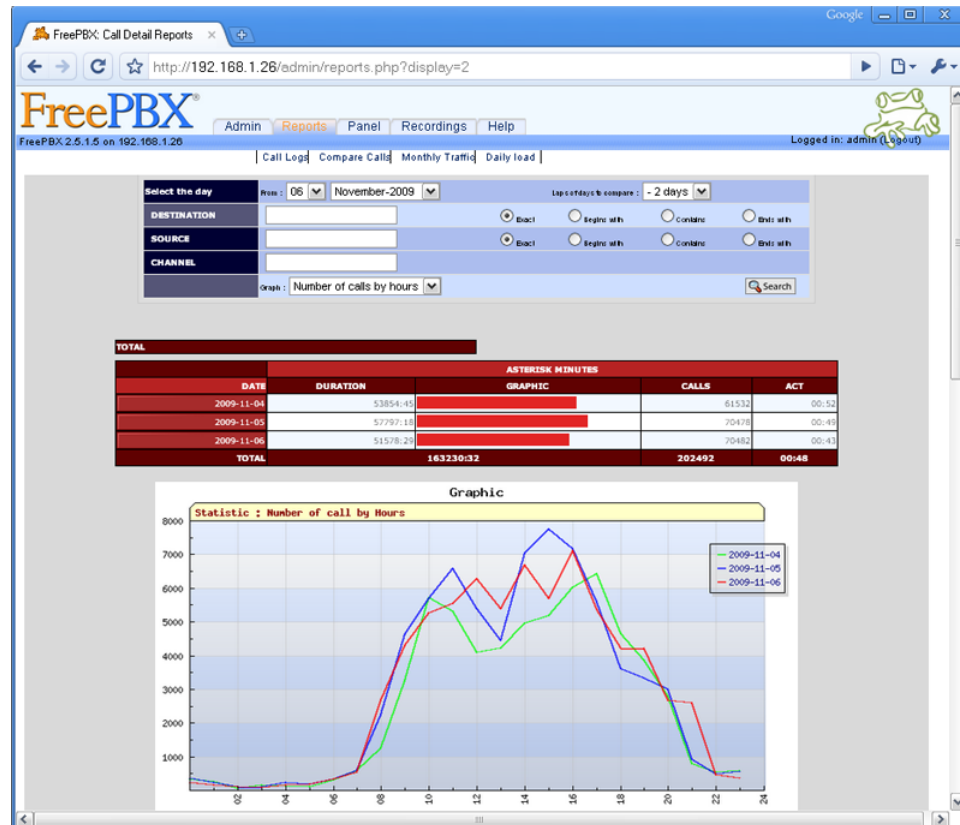 Google
FreePBX: Call Detail Reports
http://192.168.1.26/admin/reports.php?display=2
FreePBX®
Admin Reports Panel Recordings Help
FreePBX 2.5.1.5 on 192.168.1.26
Logged in: admin (Logout)
Call Logs Compare Calls Monthly Traffic Daily load
Select the day From : 06 November-2009 Laps of days to compare : - 2 days
DESTINATION Exact Begins with Contains Ends with
SOURCE Exact Begins with Contains Ends with
CHANNEL
Graph : Number of calls by hours Search
TOTAL
ASTERISK MINUTES
DATE DURATION GRAPHIC CALLS ACT
2009-11-04 53854:45 61532 00:52
2009-11-05 57797:18 70478 00:49
2009-11-06 51578:29 70482 00:43
TOTAL 163230:32 202492 00:48
Graphic
Statistic : Number of call by Hours
8000
7000
6000
5000
4000
3000
2000
1000
2009-11-04
2009-11-05
2009-11-06
02 04 06 08 10 12 14 16 18 20 22 24